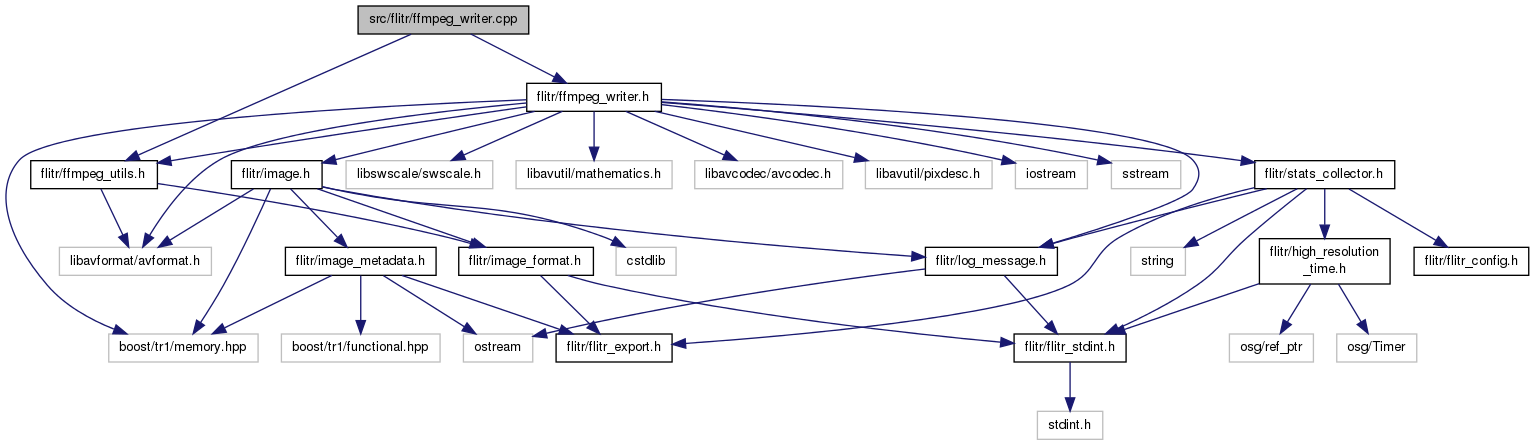 src/flitr/ffmpeg_writer.cpp
flitr/ffmpeg_writer.h
flitr/ffmpeg_utils.h
flitr/image.h
libswscale/swscale.h
libavutil/mathematics.h
libavcodec/avcodec.h
libavutil/pixdesc.h
iostream
sstream
flitr/stats_collector.h
libavformat/avformat.h
flitr/image_metadata.h
flitr/image_format.h
cstdlib
flitr/log_message.h
string
flitr/high_resolution
_time.h
flitr/flitr_config.h
boost/tr1/memory.hpp
boost/tr1/functional.hpp
ostream
flitr/flitr_export.h
flitr/flitr_stdint.h
osg/ref_ptr
osg/Timer
stdint.h